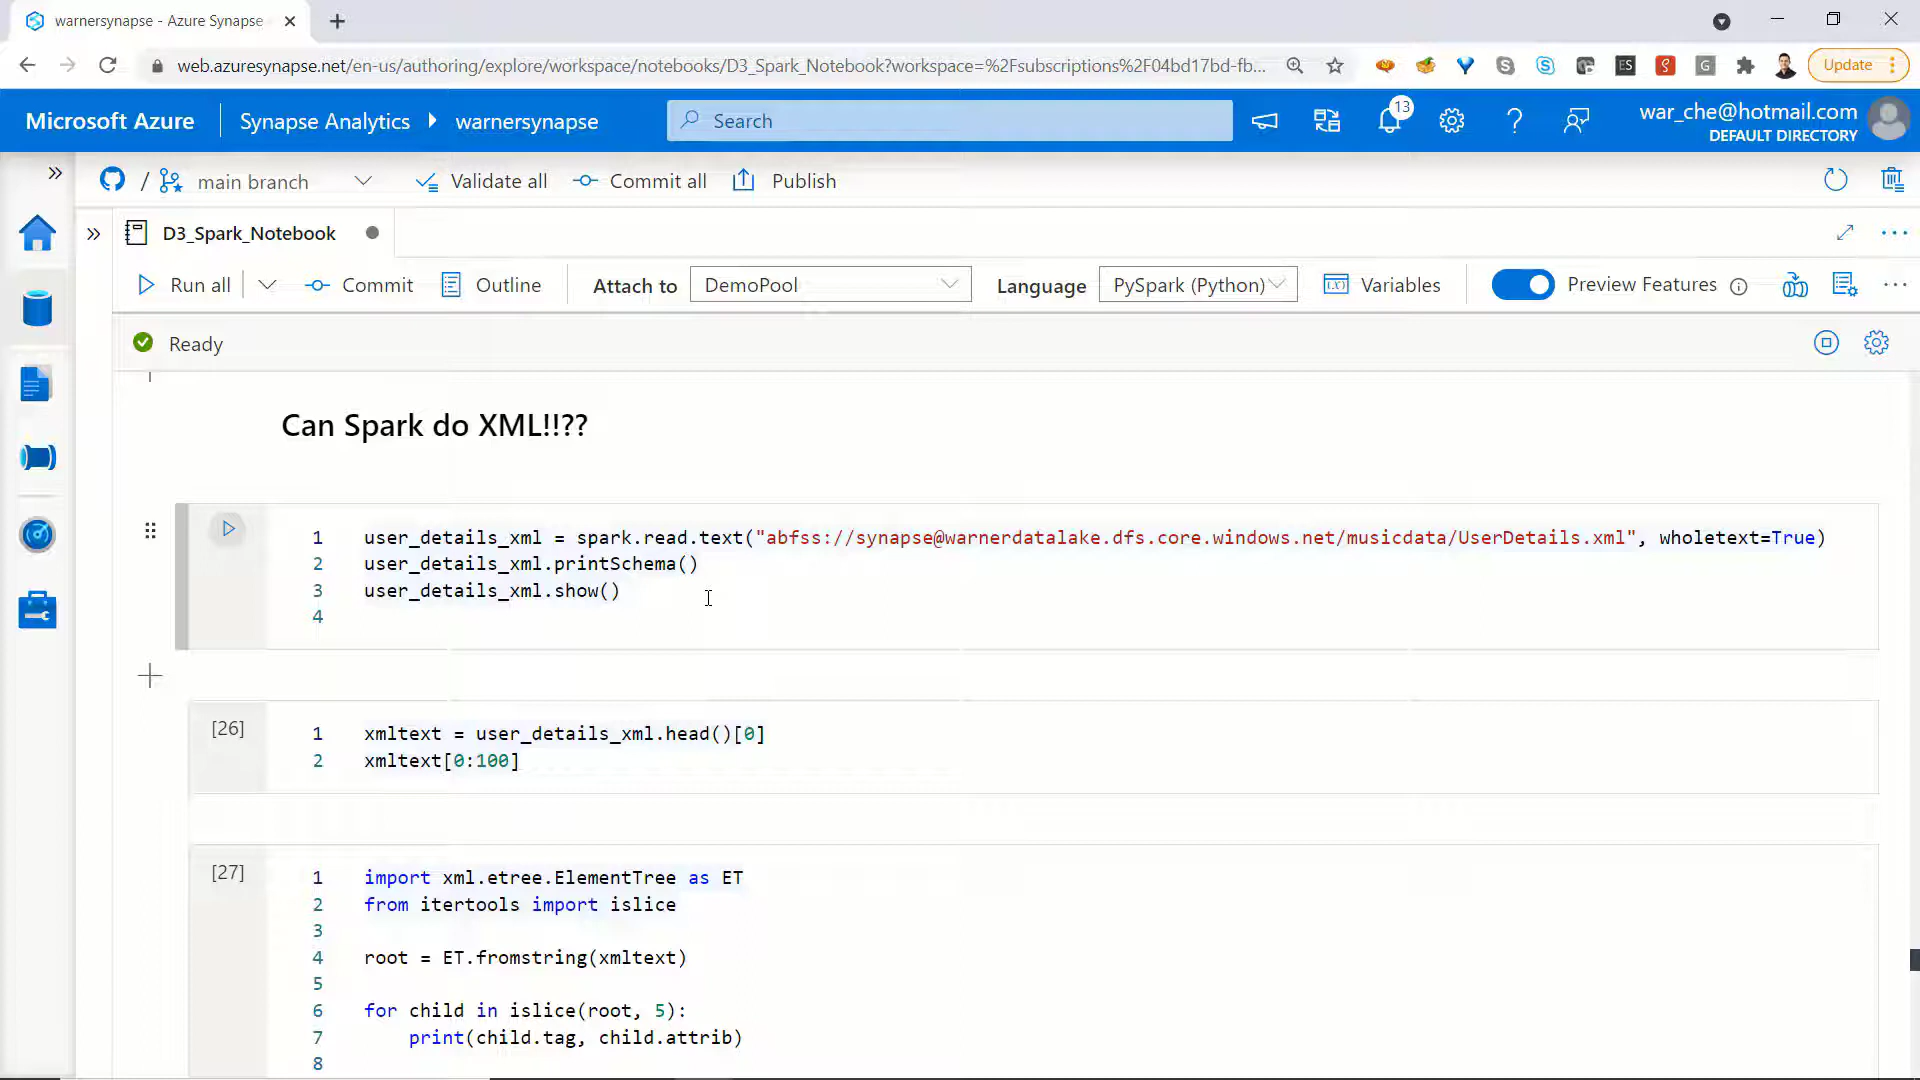 warnersynapse - Azure Synapse
web.azuresynapse.net/en-us/authoring/explore/workspace/notebooks/D3_Spark_Notebook?workspace=%2Fsubscriptions%2F04bd17bd-fb...
ES
S
G
Update
Microsoft Azure
Synapse Analytics
warnersynapse
Search
13
war_che@hotmail.com
DEFAULT DIRECTORY
/ main branch
Validate all
Commit all
Publish
D3_Spark_Notebook
Run all
Commit
Outline
Attach to
DemoPool
Language
PySpark (Python)
Variables
Preview Features
Ready
Can Spark do XML!!??
1 user_details_xml = spark.read.text("abfss://synapse@warnerdatalake.dfs.core.windows.net/musicdata/UserDetails.xml", wholetext=True)
2 user_details_xml.printSchema()
3 user_details_xml.show()
4
[26]
1 xmltext = user_details_xml.head()[0]
2 xmltext[0:100]
[27]
1 import xml.etree.ElementTree as ET
2 from itertools import islice
3
4 root = ET.fromstring(xmltext)
5
6 for child in islice(root, 5):
7 print(child.tag, child.attrib)
8